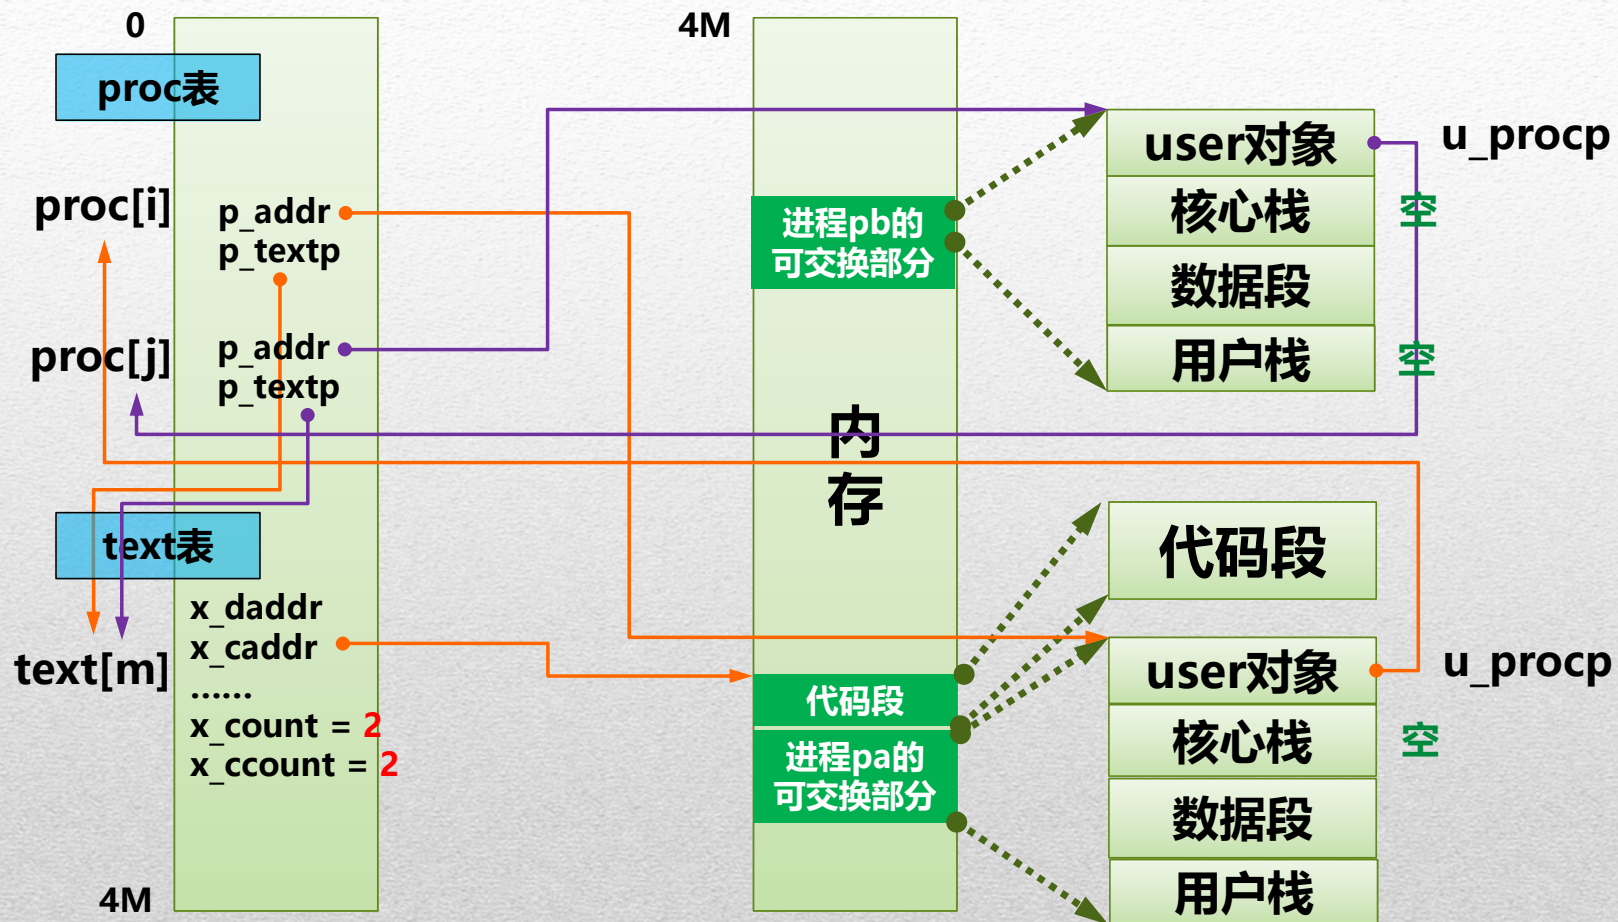 0
proc表
proc[i]
p_addr
p_textp
proc[j]
p_addr
p_textp
text表
x_daddr
x_caddr
……
x_count = 2
x_ccount = 2
text[m]
4M
4M
进程pb的
可交换部分
内
存
代码段
进程pa的
可交换部分
user对象
u_procp
核心栈
空
数据段
用户栈
空
代码段
user对象
u_procp
核心栈
空
数据段
用户栈